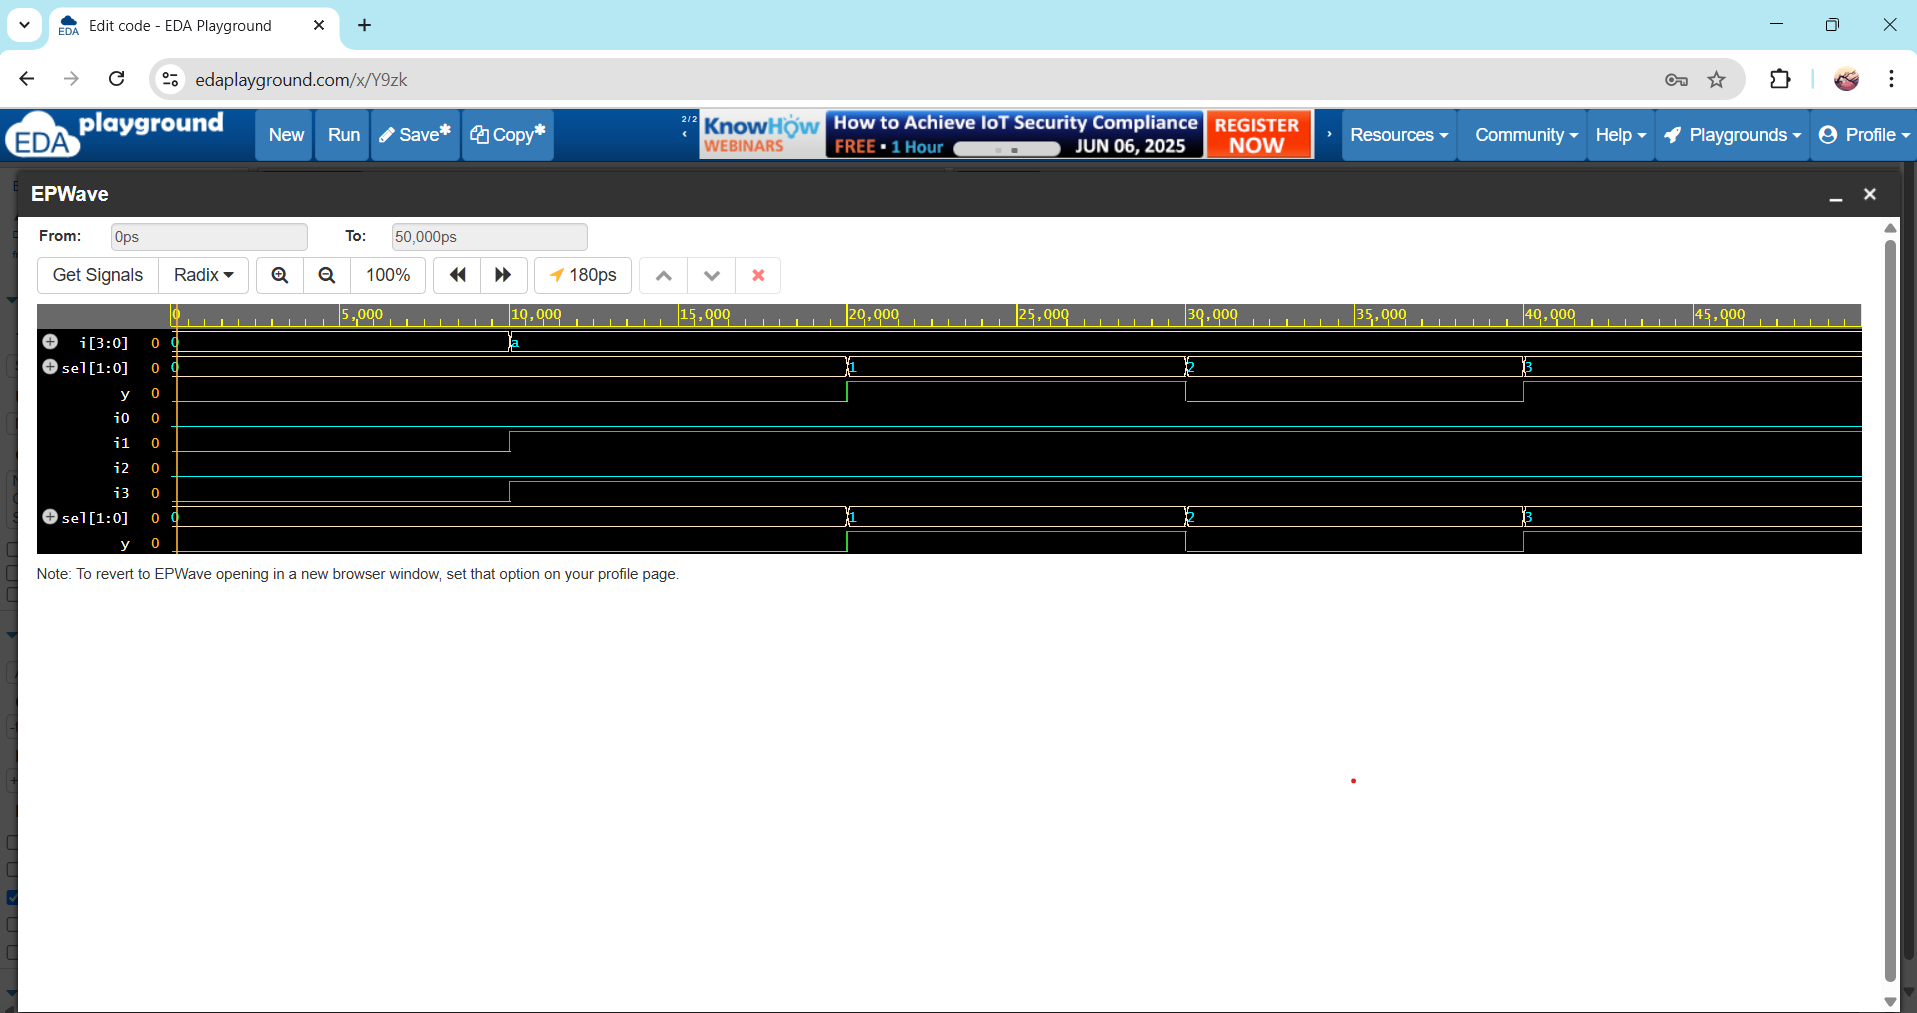 Edit code - EDA Playground
edaplayground.com/x/Y9zk
EDA playground
New Run Save* Copy*
2/2
KnowHow WEBINARS
How to Achieve IoT Security Compliance
FREE • 1 Hour JUN 06, 2025
REGISTER NOW
Resources Community Help Playgrounds Profile
EPWave
From: 0ps To: 50,000ps
Get Signals Radix 100% 180ps
0 5,000 10,000 15,000 20,000 25,000 30,000 35,000 40,000 45,000
i[3:0] 0 0 a
sel[1:0] 0 0 1 2 3
y 0
i0 0
i1 0
i2 0
i3 0
sel[1:0] 0 0 1 2 3
y 0
Note: To revert to EPWave opening in a new browser window, set that option on your profile page.